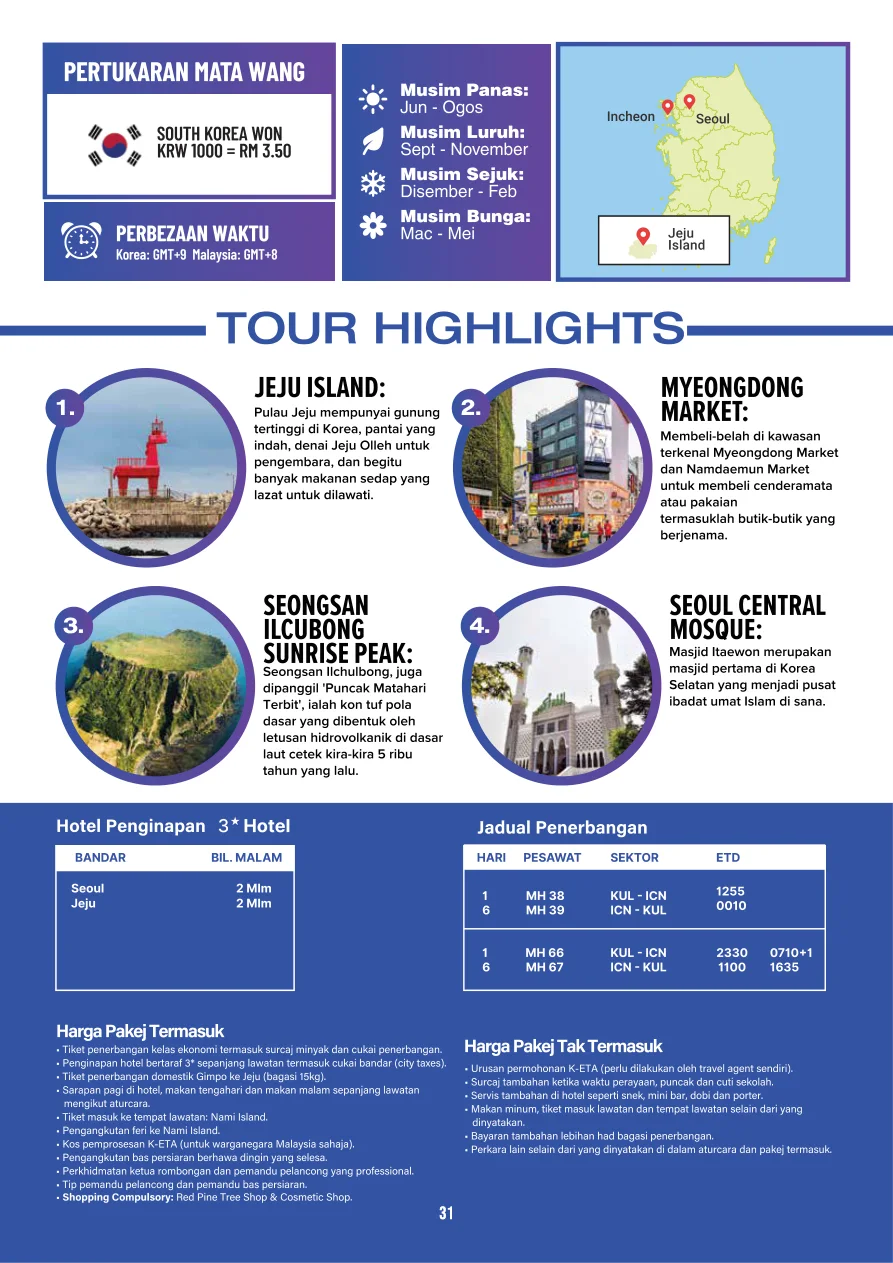 PERTUKARAN MATA WANG
SOUTH KOREA WON
KRW 1000 = RM 3.50
PERBEZAAN WAKTU
Korea: GMT+9 Malaysia: GMT+8
Musim Panas:
Jun - Ogos
Musim Luruh:
Sept - November
Musim Sejuk:
Disember - Feb
Musim Bunga:
Mac - Mei
Incheon
Seoul
Jeju
Island
TOUR HIGHLIGHTS
1.
JEJU ISLAND:
Pulau Jeju mempunyai gunung
tertinggi di Korea, pantai yang
indah, denai Jeju Olleh untuk
pengembara, dan begitu
banyak makanan sedap yang
lazat untuk dilawati.
2.
MYEONGDONG
MARKET:
Membeli-belah di kawasan
terkenal Myeongdong Market
dan Namdaemun Market
untuk membeli cenderamata
atau pakaian
termasuklah butik-butik yang
berjenama.
3.
SEONGSAN
ILCUBONG
SUNRISE PEAK:
Seongsan Ilchulbong, juga
dipanggil 'Puncak Matahari
Terbit', ialah kon tuf pola
dasar yang dibentuk oleh
letusan hidrovolkanik di dasar
laut cetek kira-kira 5 ribu
tahun yang lalu.
4.
SEOUL CENTRAL
MOSQUE:
Masjid Itaewon merupakan
masjid pertama di Korea
Selatan yang menjadi pusat
ibadat umat Islam di sana.
Hotel Penginapan 3★ Hotel
BANDAR BIL. MALAM
Seoul 2 Mlm
Jeju 2 Mlm
Jadual Penerbangan
HARI PESAWAT SEKTOR ETD
1 MH 38 KUL - ICN 1255
6 MH 39 ICN - KUL 0010
1 MH 66 KUL - ICN 2330 0710+1
6 MH 67 ICN - KUL 1100 1635
Harga Pakej Termasuk
• Tiket penerbangan kelas ekonomi termasuk surcaj minyak dan cukai penerbangan.
• Penginapan hotel bertaraf 3* sepanjang lawatan termasuk cukai bandar (city taxes).
• Tiket penerbangan domestik Gimpo ke Jeju (bagasi 15kg).
• Sarapan pagi di hotel, makan tengahari dan makan malam sepanjang lawatan
mengikut aturcara.
• Tiket masuk ke tempat lawatan: Nami Island.
• Pengangkutan feri ke Nami Island.
• Kos pemprosesan K-ETA (untuk warganegara Malaysia sahaja).
• Pengangkutan bas persiaran berhawa dingin yang selesa.
• Perkhidmatan ketua rombongan dan pemandu pelancong yang professional.
• Tip pemandu pelancong dan pemandu bas persiaran.
• Shopping Compulsory: Red Pine Tree Shop & Cosmetic Shop.
Harga Pakej Tak Termasuk
• Urusan permohonan K-ETA (perlu dilakukan oleh travel agent sendiri).
• Surcaj tambahan ketika waktu perayaan, puncak dan cuti sekolah.
• Servis tambahan di hotel seperti snek, mini bar, dobi dan porter.
• Makan minum, tiket masuk lawatan dan tempat lawatan selain dari yang
dinyatakan.
• Bayaran tambahan lebihan had bagasi penerbangan.
• Perkara lain selain dari yang dinyatakan di dalam aturcara dan pakej termasuk.
31